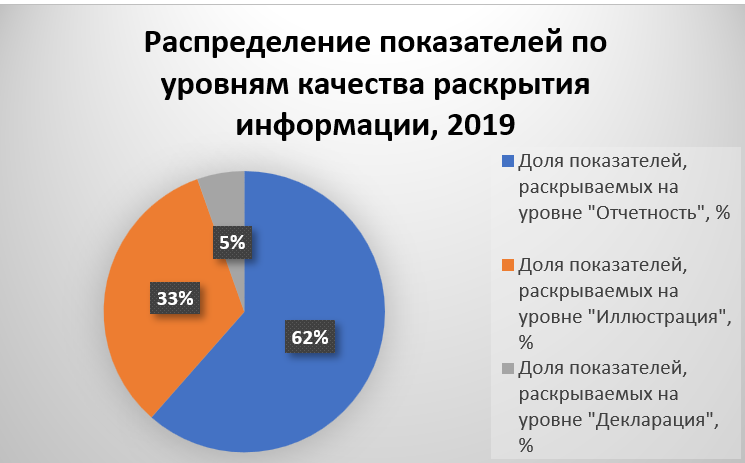 Распределение показателей по
уровням качества раскрытия
информации, 2019
Доля показателей,
раскрываемых на
уровне "Отчетность", %
Доля показателей,
раскрываемых на
уровне "Иллюстрация",
%
Доля показателей,
раскрываемых на
уровне "Декларация",
%
5%
33%
62%